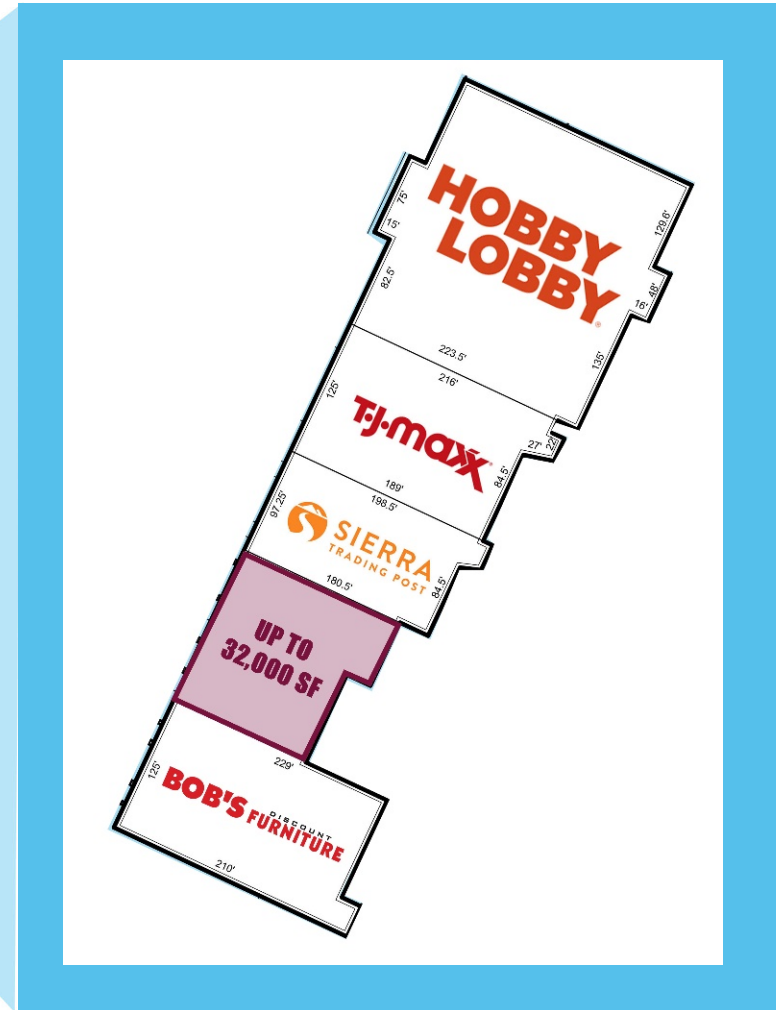 HOBBY
LOBBY®
75'
15'
82.5'
129.6'
48'
16'
135'
223.5'
216'
125'
T·J·maxx®
27'
22'
84.5'
189'
198.5'
97.25'
SIERRA
TRADING POST
84.5'
180.5'
UP TO
32,000 SF
229'
125'
BOB'S DISCOUNT
FURNITURE
210'